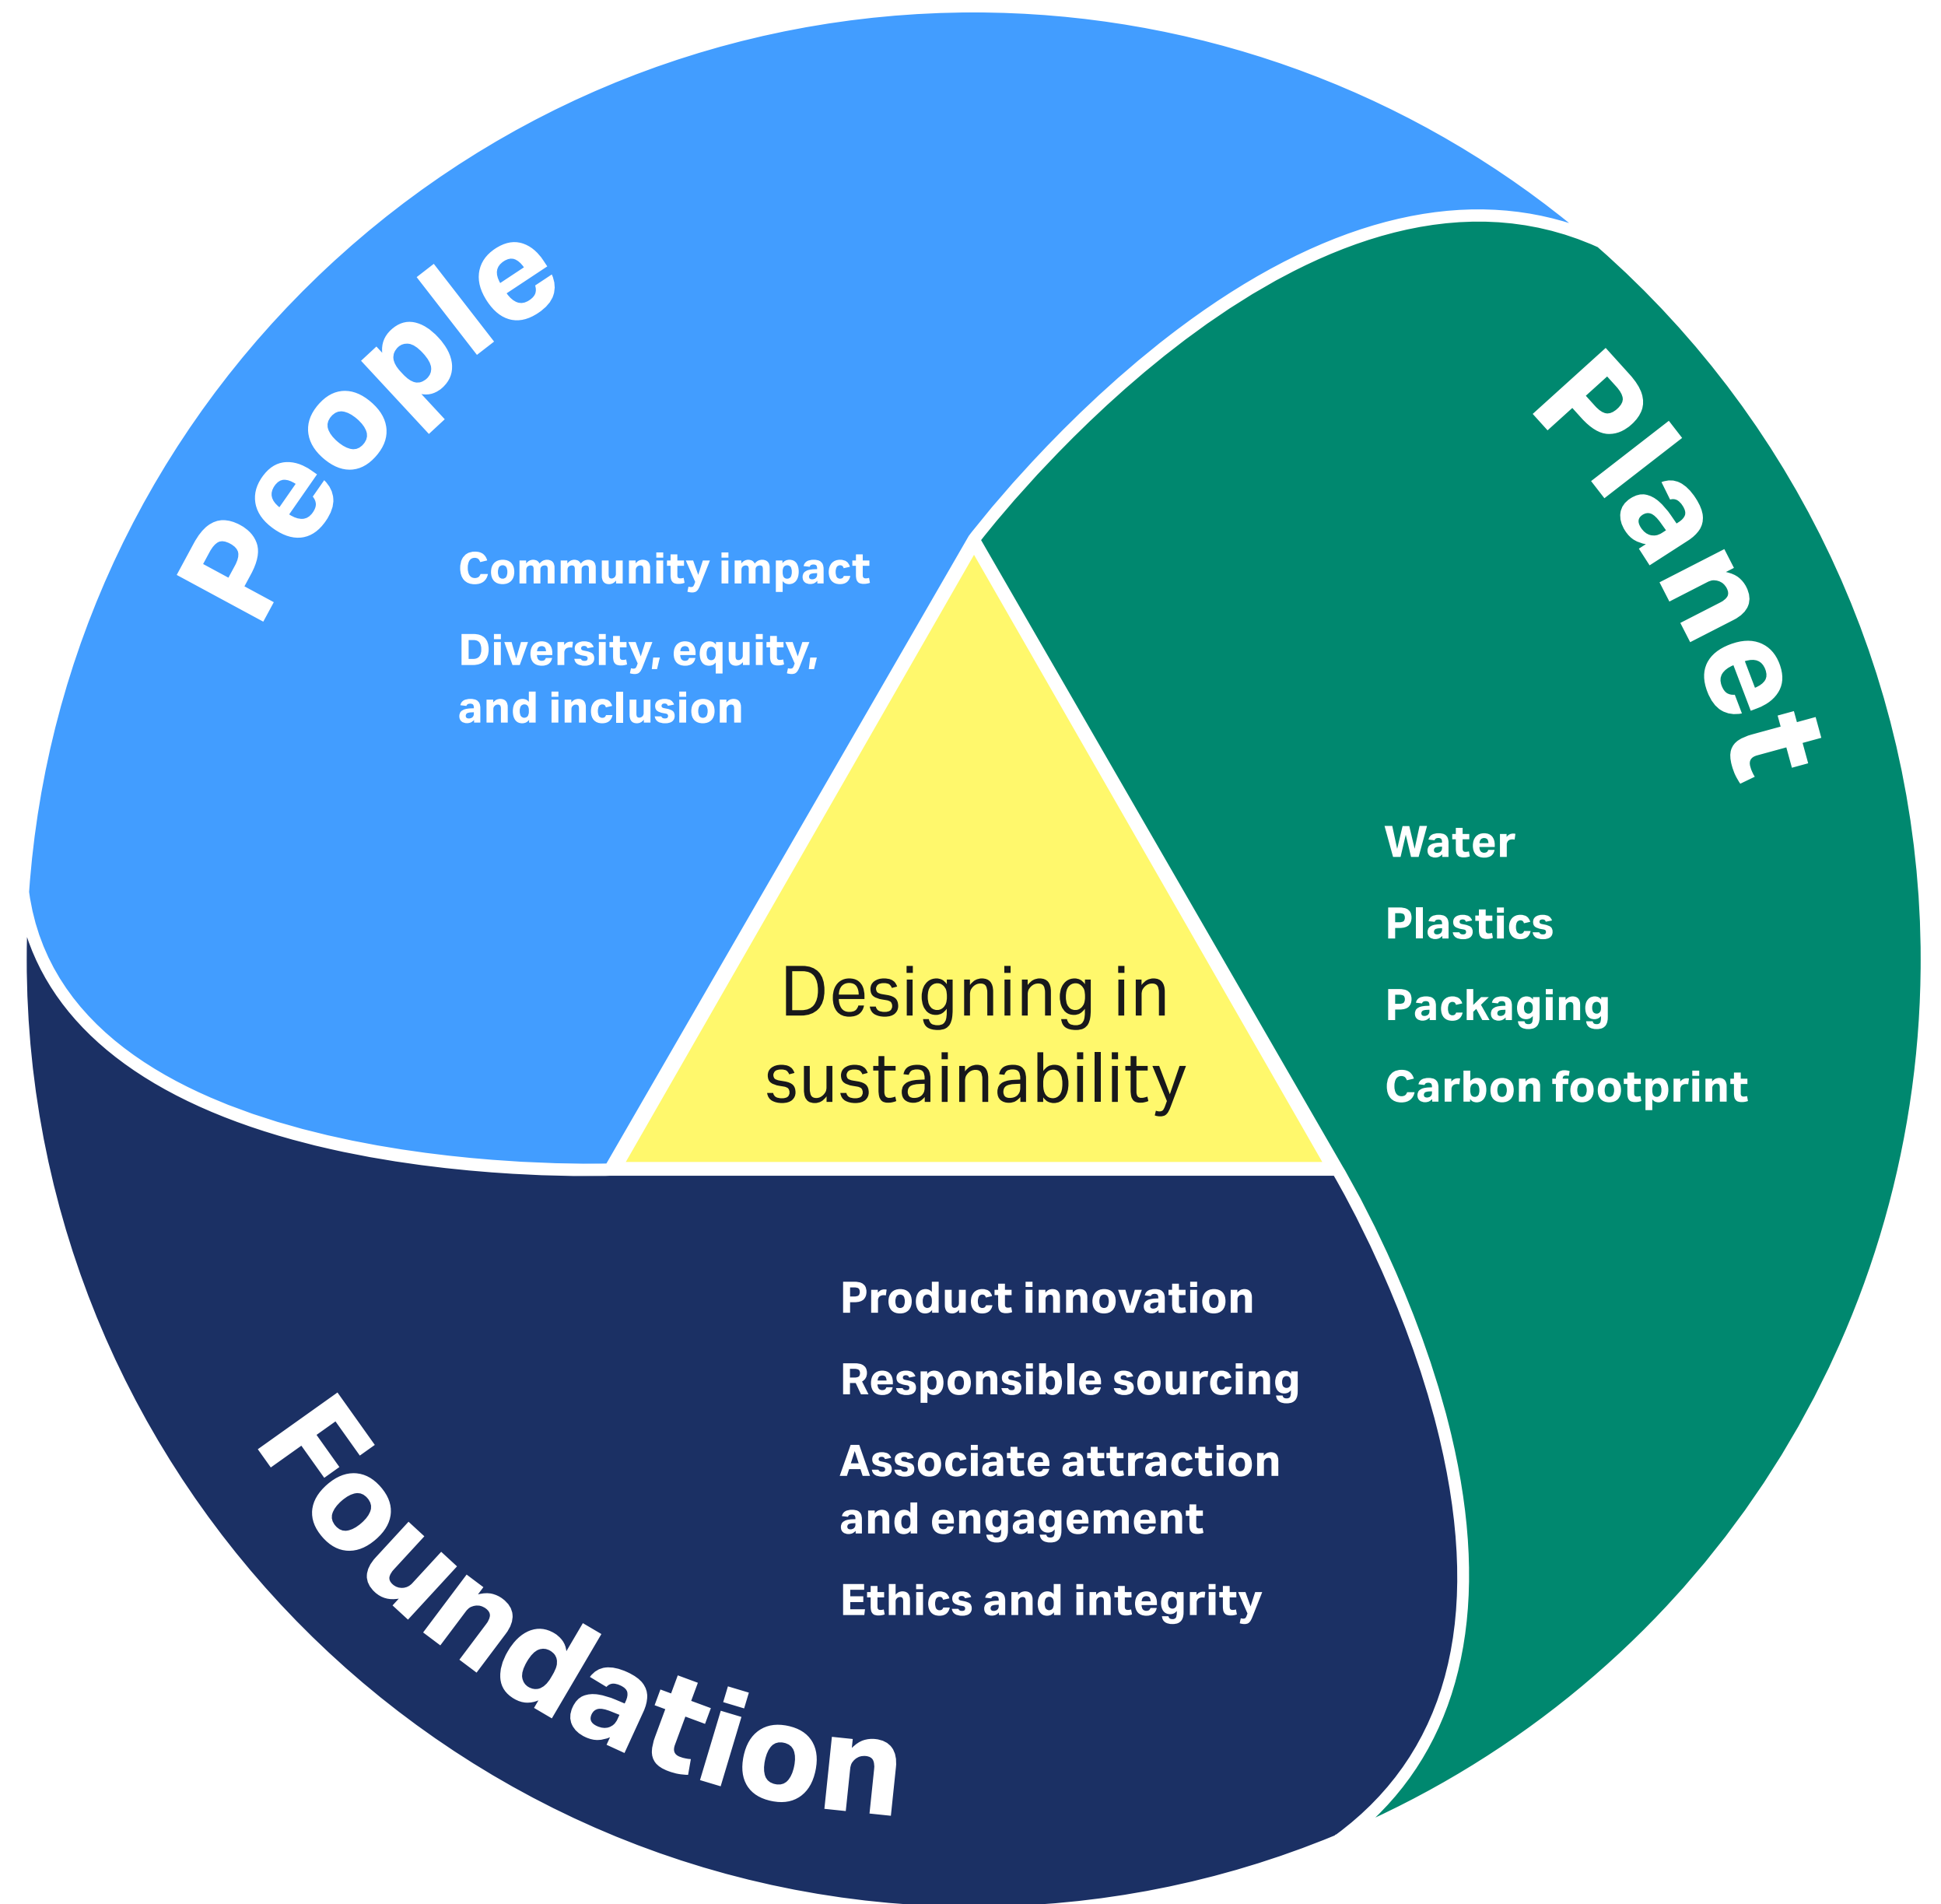 People
Community impact
Diversity, equity,
and inclusion
Planet
Water
Plastics
Packaging
Carbon footprint
Designing in
sustainability
Foundation
Product innovation
Responsible sourcing
Associate attraction
and engagement
Ethics and integrity